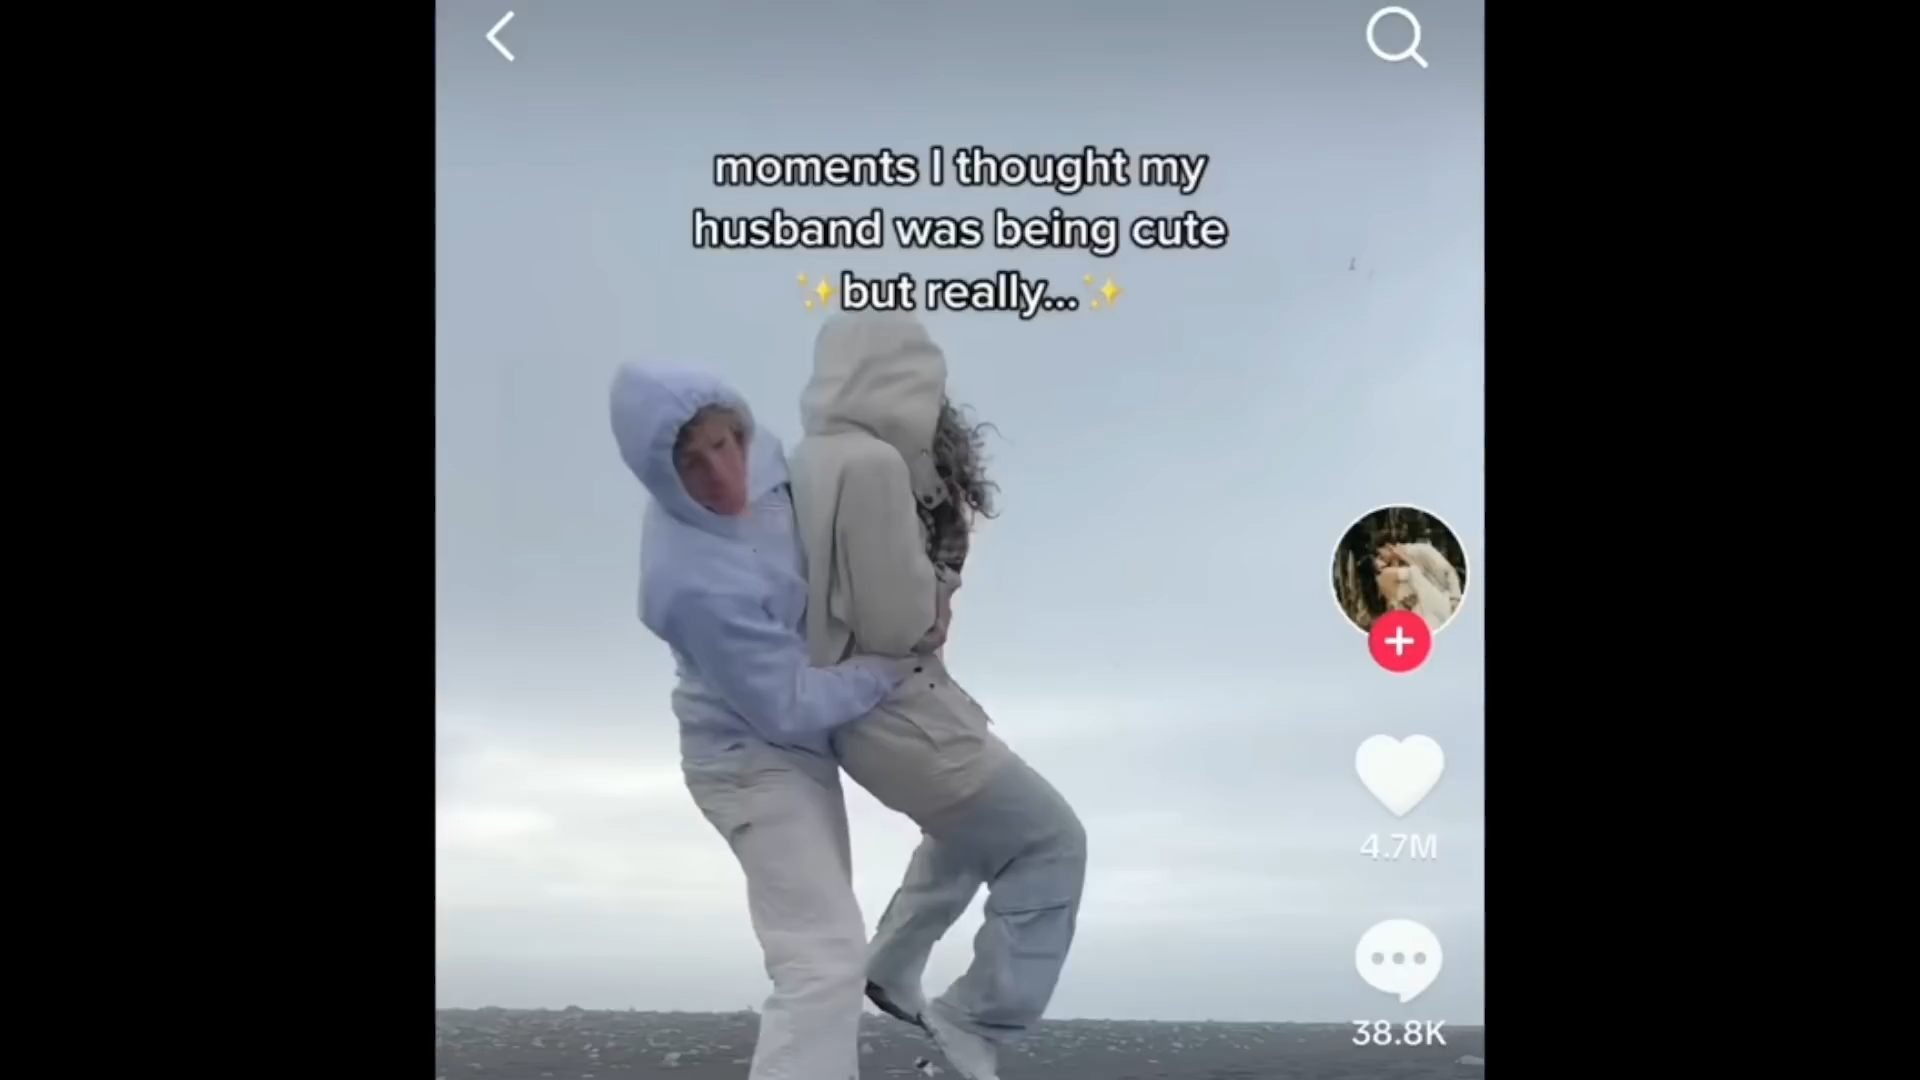 moments I thought my
husband was being cute
✨but really...✨
4.7M
38.8K